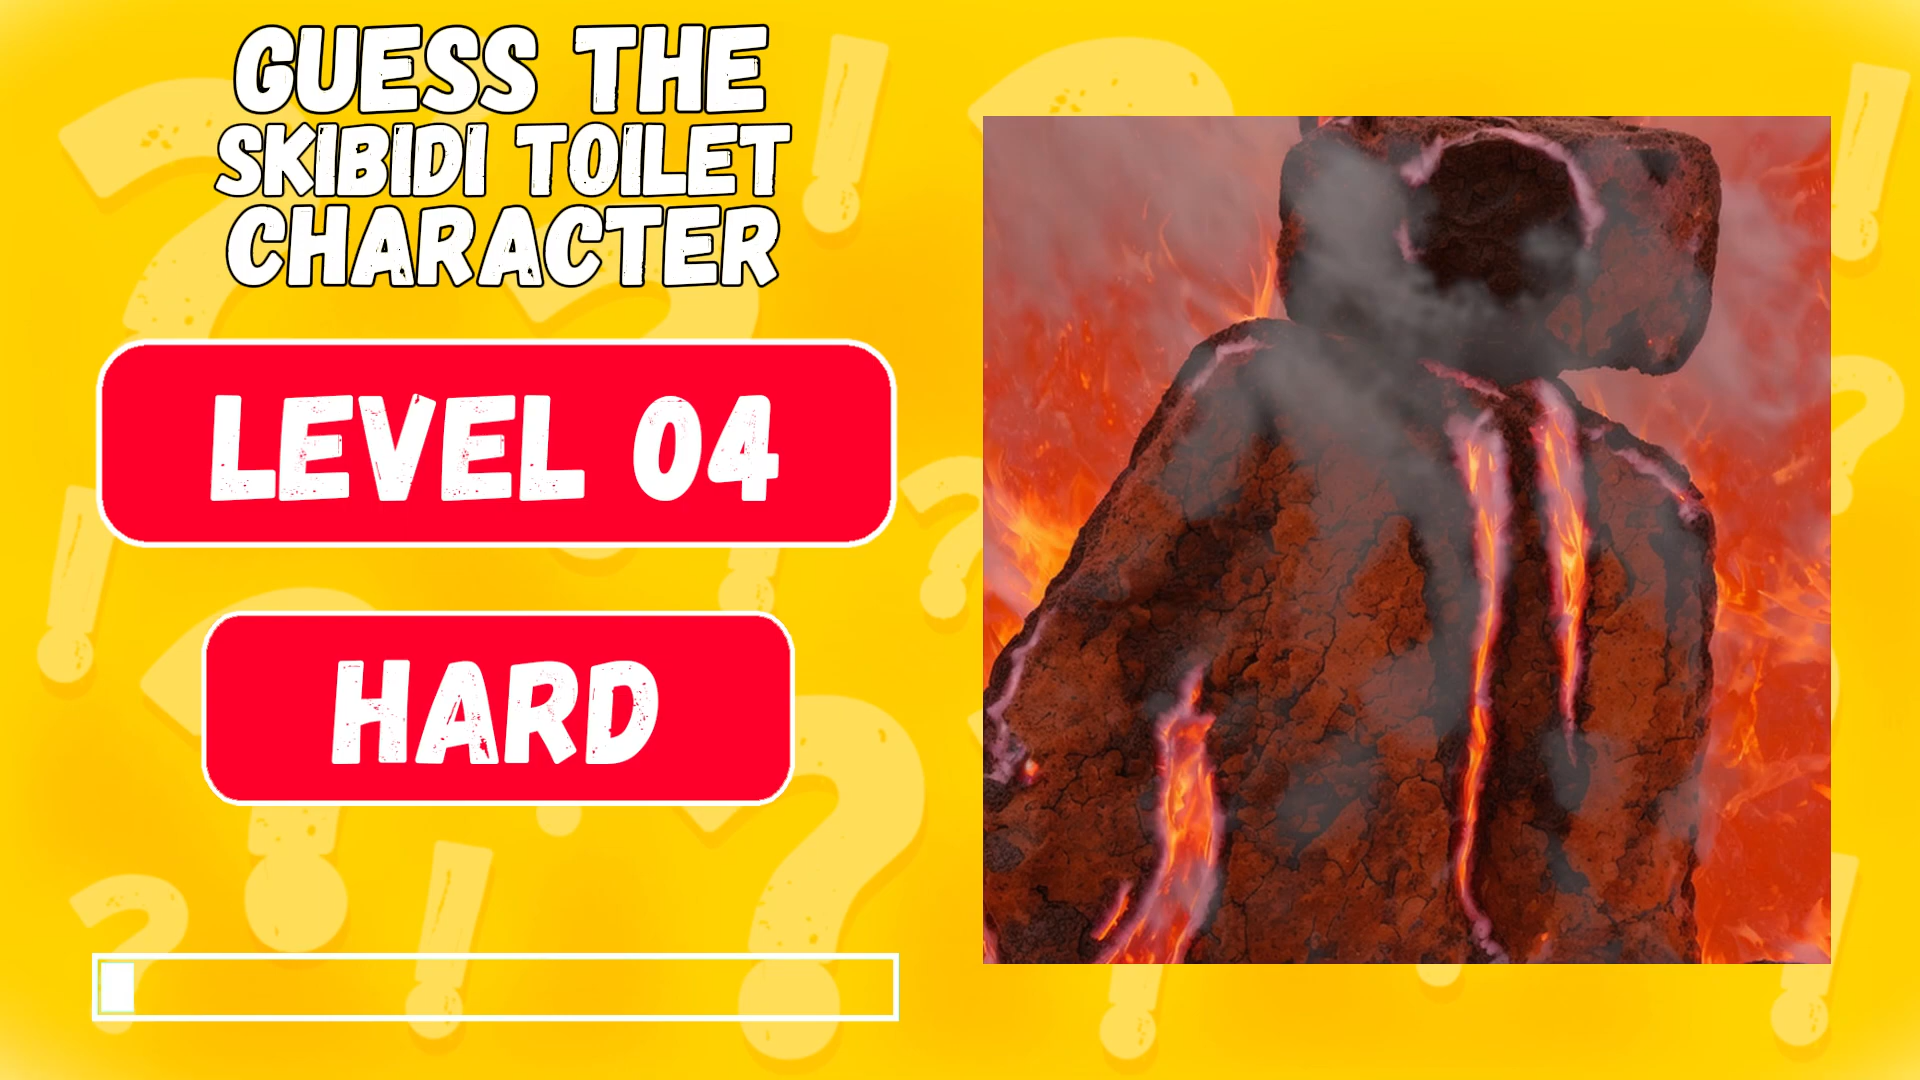 GUESS THE
SKIBIDI TOILET
CHARACTER
LEVEL 04
HARD